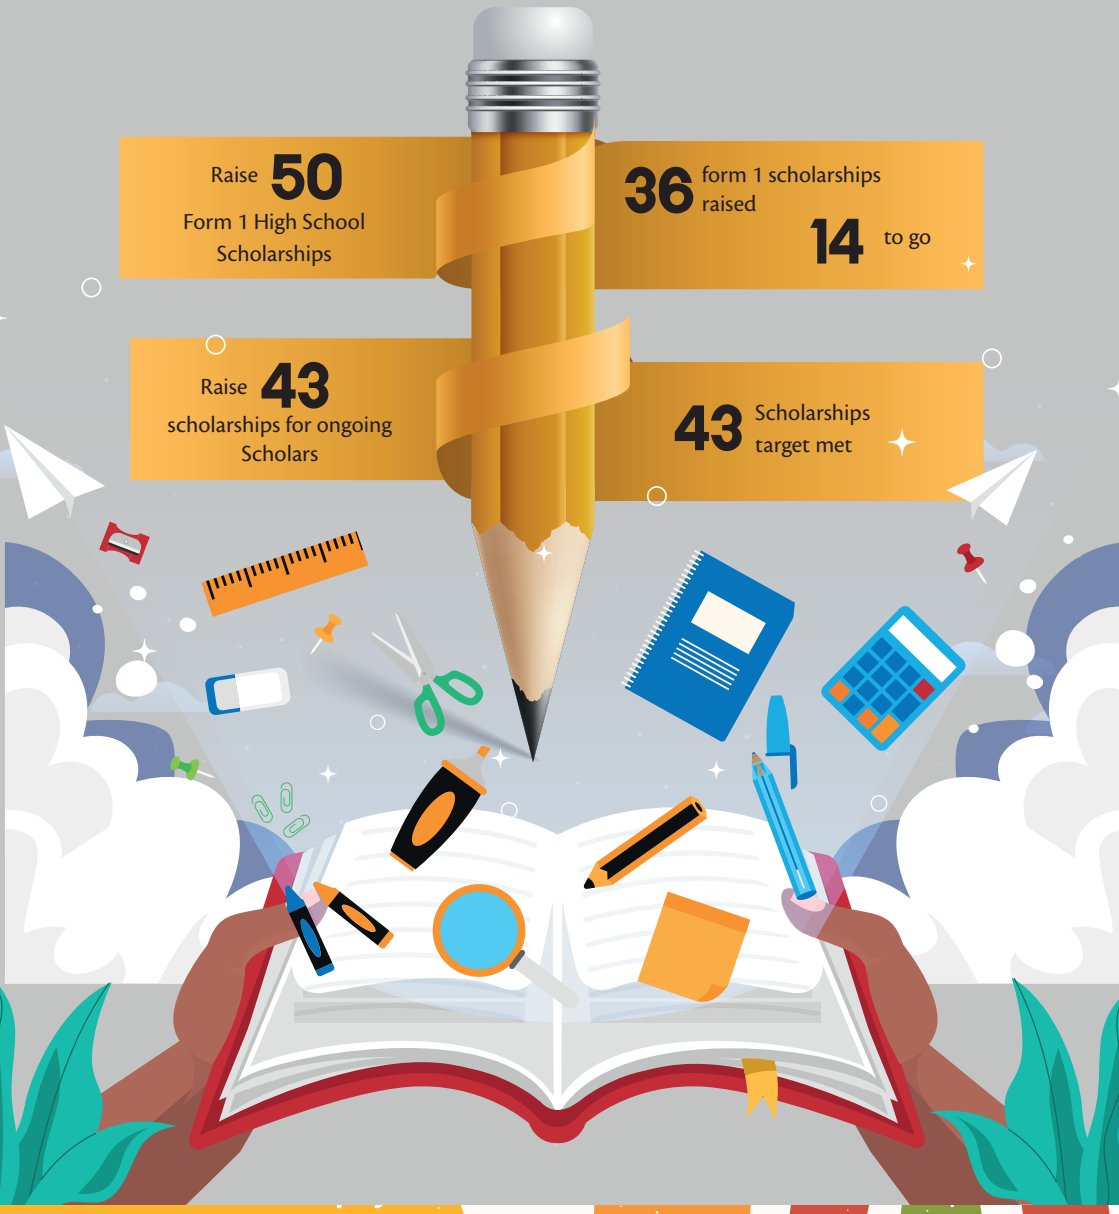 Raise 50
Form 1 High School
Scholarships
36 form 1 scholarships
raised
14 to go
Raise 43
scholarships for ongoing
Scholars
43 Scholarships
target met